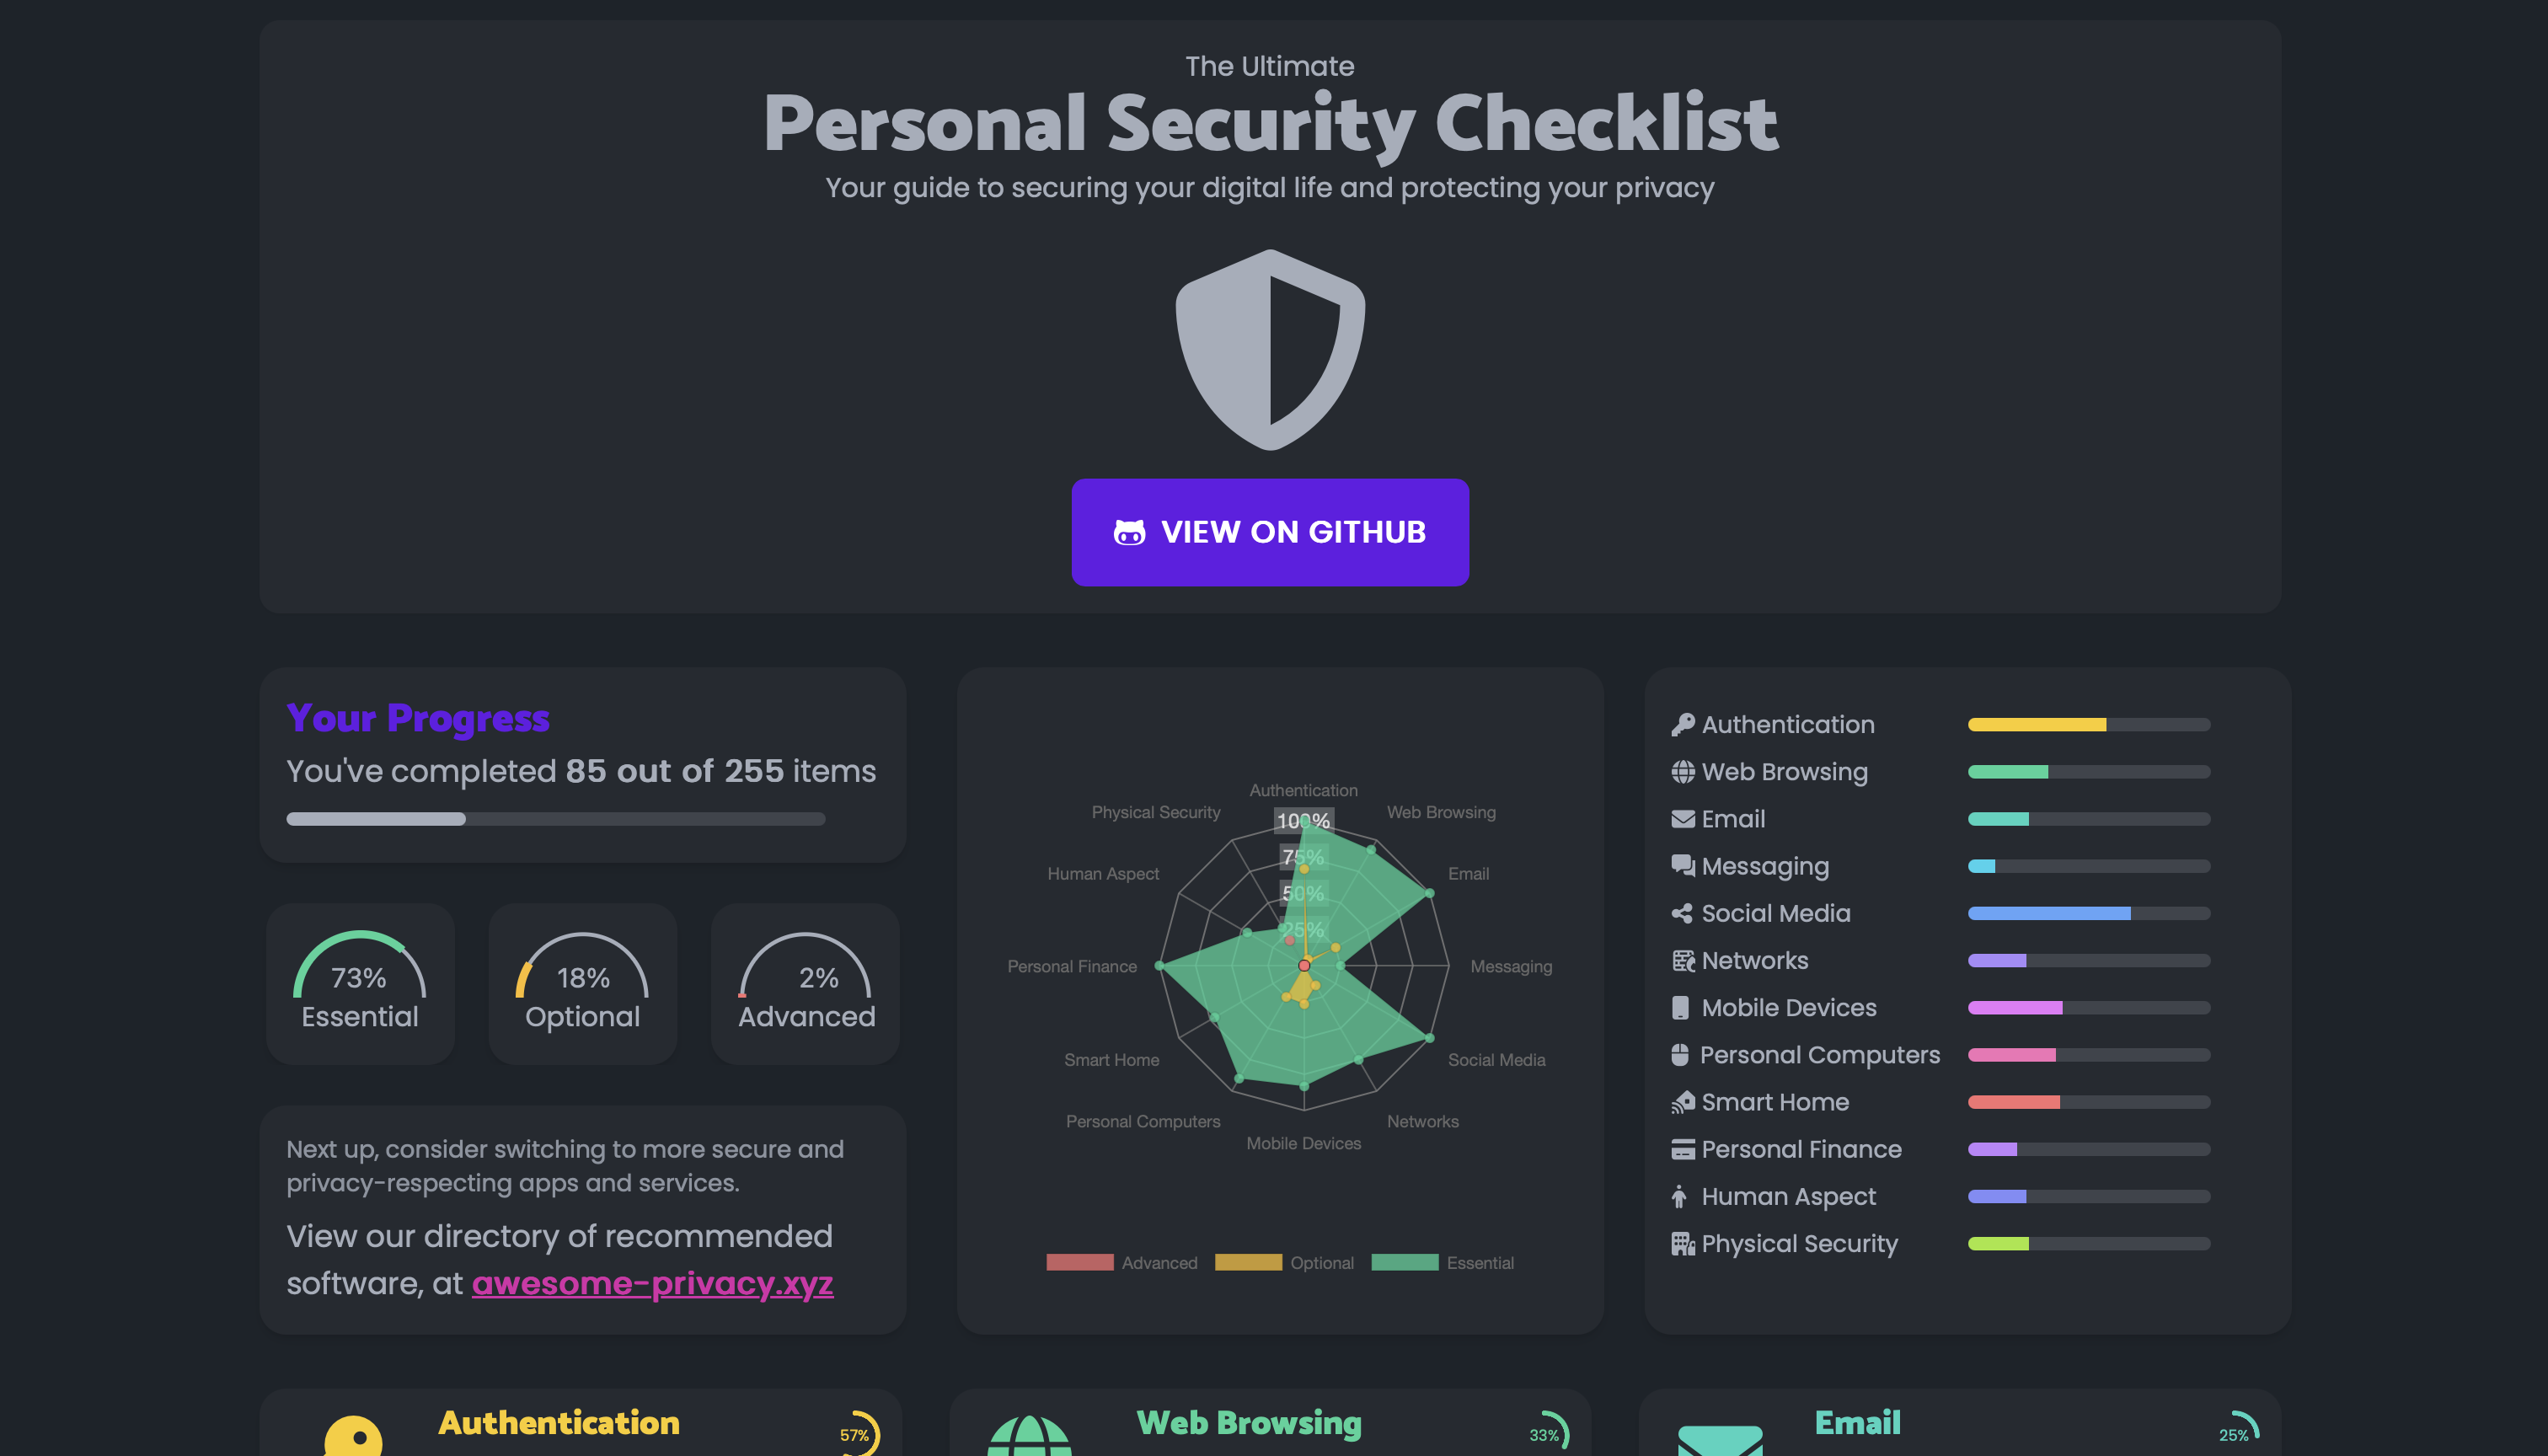 The Ultimate
Personal Security Checklist
Your guide to securing your digital life and protecting your privacy
VIEW ON GITHUB
Your Progress
You've completed 85 out of 255 items
73%
Essential
18%
Optional
2%
Advanced
Next up, consider switching to more secure and
privacy-respecting apps and services.
View our directory of recommended
software, at awesome-privacy.xyz
Authentication
Physical Security
Web Browsing
100%
75%
Human Aspect
Email
50%
25%
Personal Finance
Messaging
Smart Home
Social Media
Personal Computers
Networks
Mobile Devices
Advanced
Optional
Essential
Authentication
Web Browsing
Email
Messaging
Social Media
Networks
Mobile Devices
Personal Computers
Smart Home
Personal Finance
Human Aspect
Physical Security
Authentication
57%
Web Browsing
33%
Email
25%